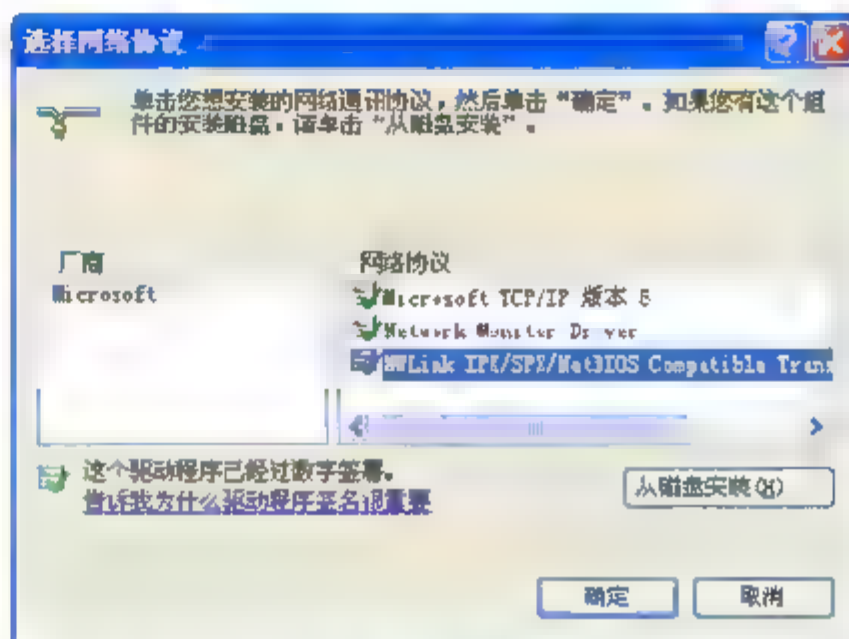 选择网络协议
单击您想安装的网络通讯协议，然后单击“确定”。如果您有这个组
件的安装磁盘，请单击“从磁盘安装”。
厂商
网络协议
Microsoft
Microsoft TCP/IP 版本 6
Network Monitor Driver
NWLink IPX/SPX/NetBIOS Compatible Trans
这个驱动程序已经过数字签署。
告诉我为什么驱动程序签名很重要
从磁盘安装(H)
确定
取消